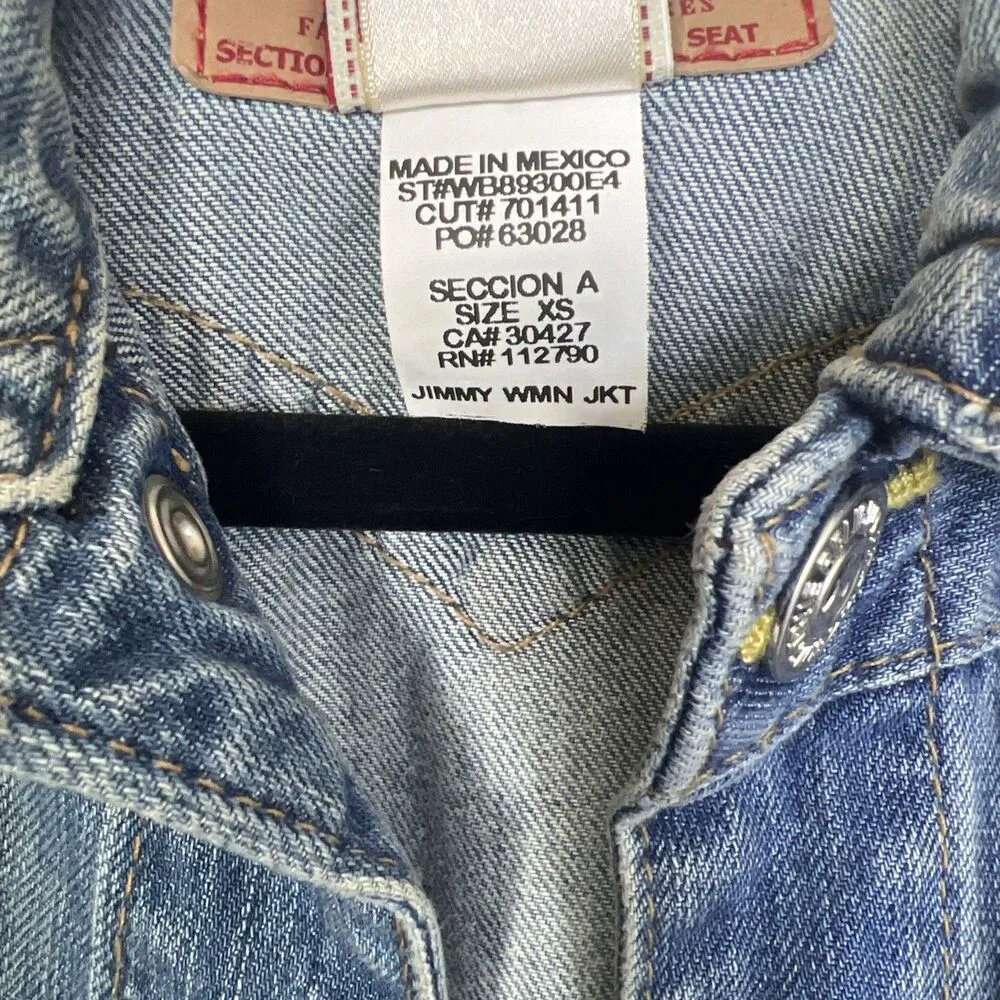 ES
SECTIO
SEAT
MADE IN MEXICO
ST#WB89300E4
CUT# 701411
PO# 63028
SECCION A
SIZE XS
CA# 30427
RN# 112790
JIMMY WMN JKT